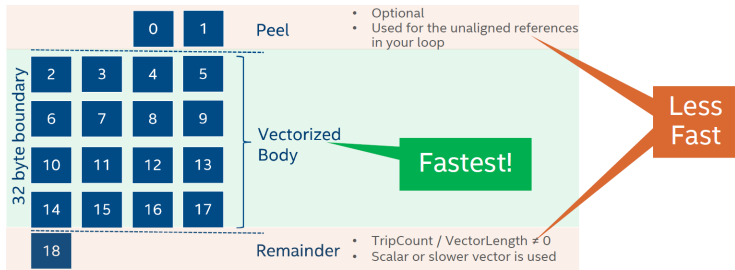 0 1 Peel
• Optional
• Used for the unaligned references
in your loop
32 byte boundary
2 3 4 5
6 7 8 9
10 11 12 13
14 15 16 17
Vectorized
Body
Fastest!
Less
Fast
18 Remainder
• TripCount / VectorLength ≠ 0
• Scalar or slower vector is used